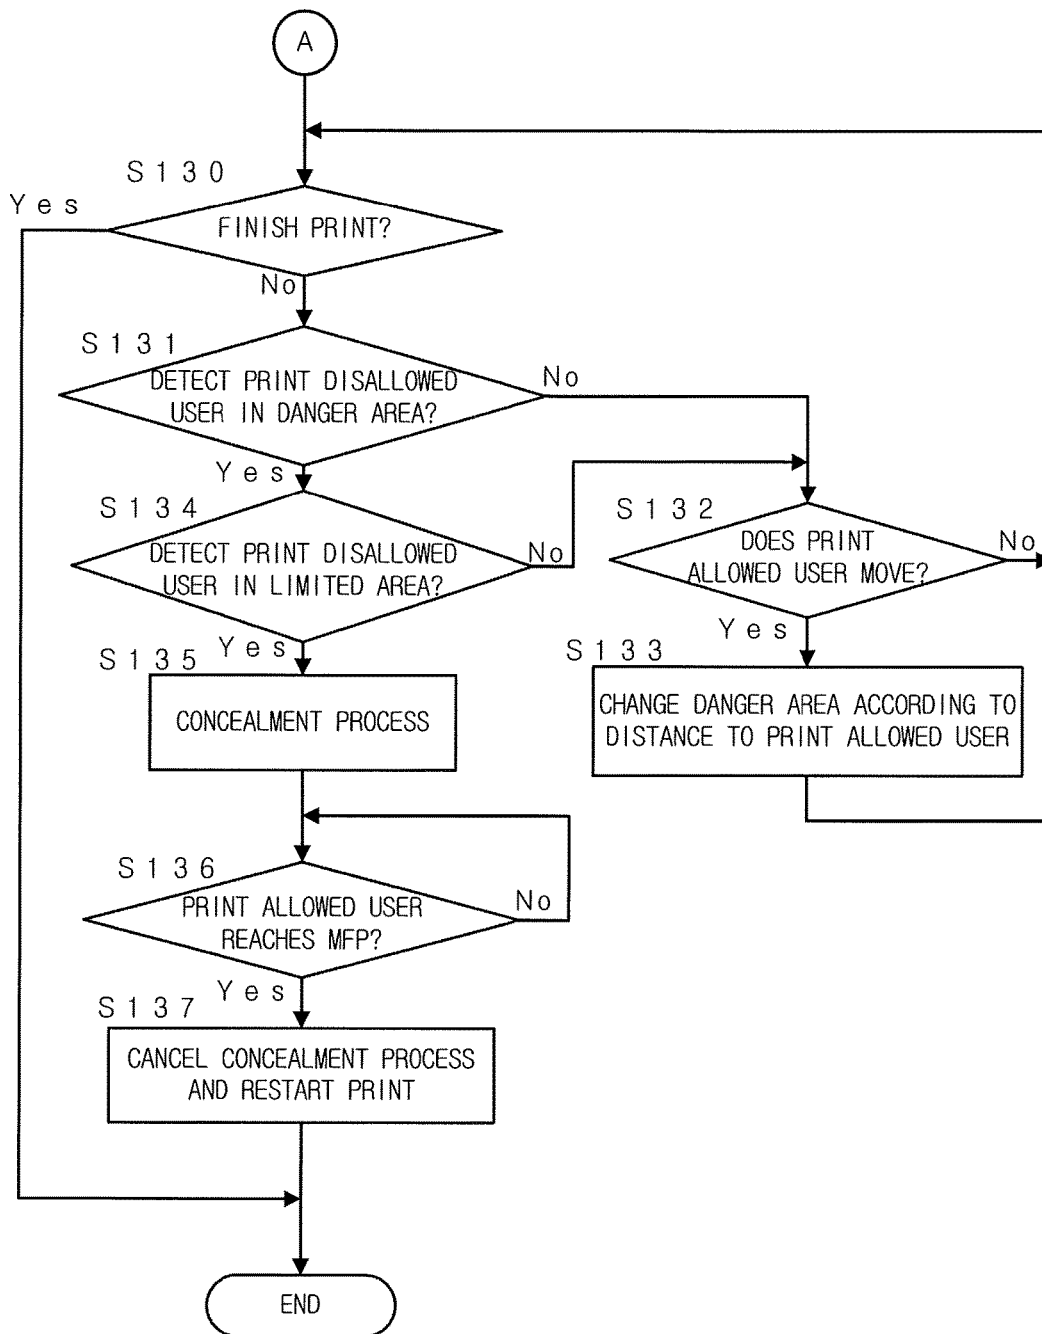 A
S130
Yes
FINISH PRINT?
No
S131
DETECT PRINT DISALLOWED
USER IN DANGER AREA?
No
Yes
S134
DETECT PRINT DISALLOWED
USER IN LIMITED AREA?
No
Yes
S132
DOES PRINT
ALLOWED USER MOVE?
No
Yes
S133
CHANGE DANGER AREA ACCORDING TO
DISTANCE TO PRINT ALLOWED USER
S135
CONCEALMENT PROCESS
S136
PRINT ALLOWED USER
REACHES MFP?
No
Yes
S137
CANCEL CONCEALMENT PROCESS
AND RESTART PRINT
END